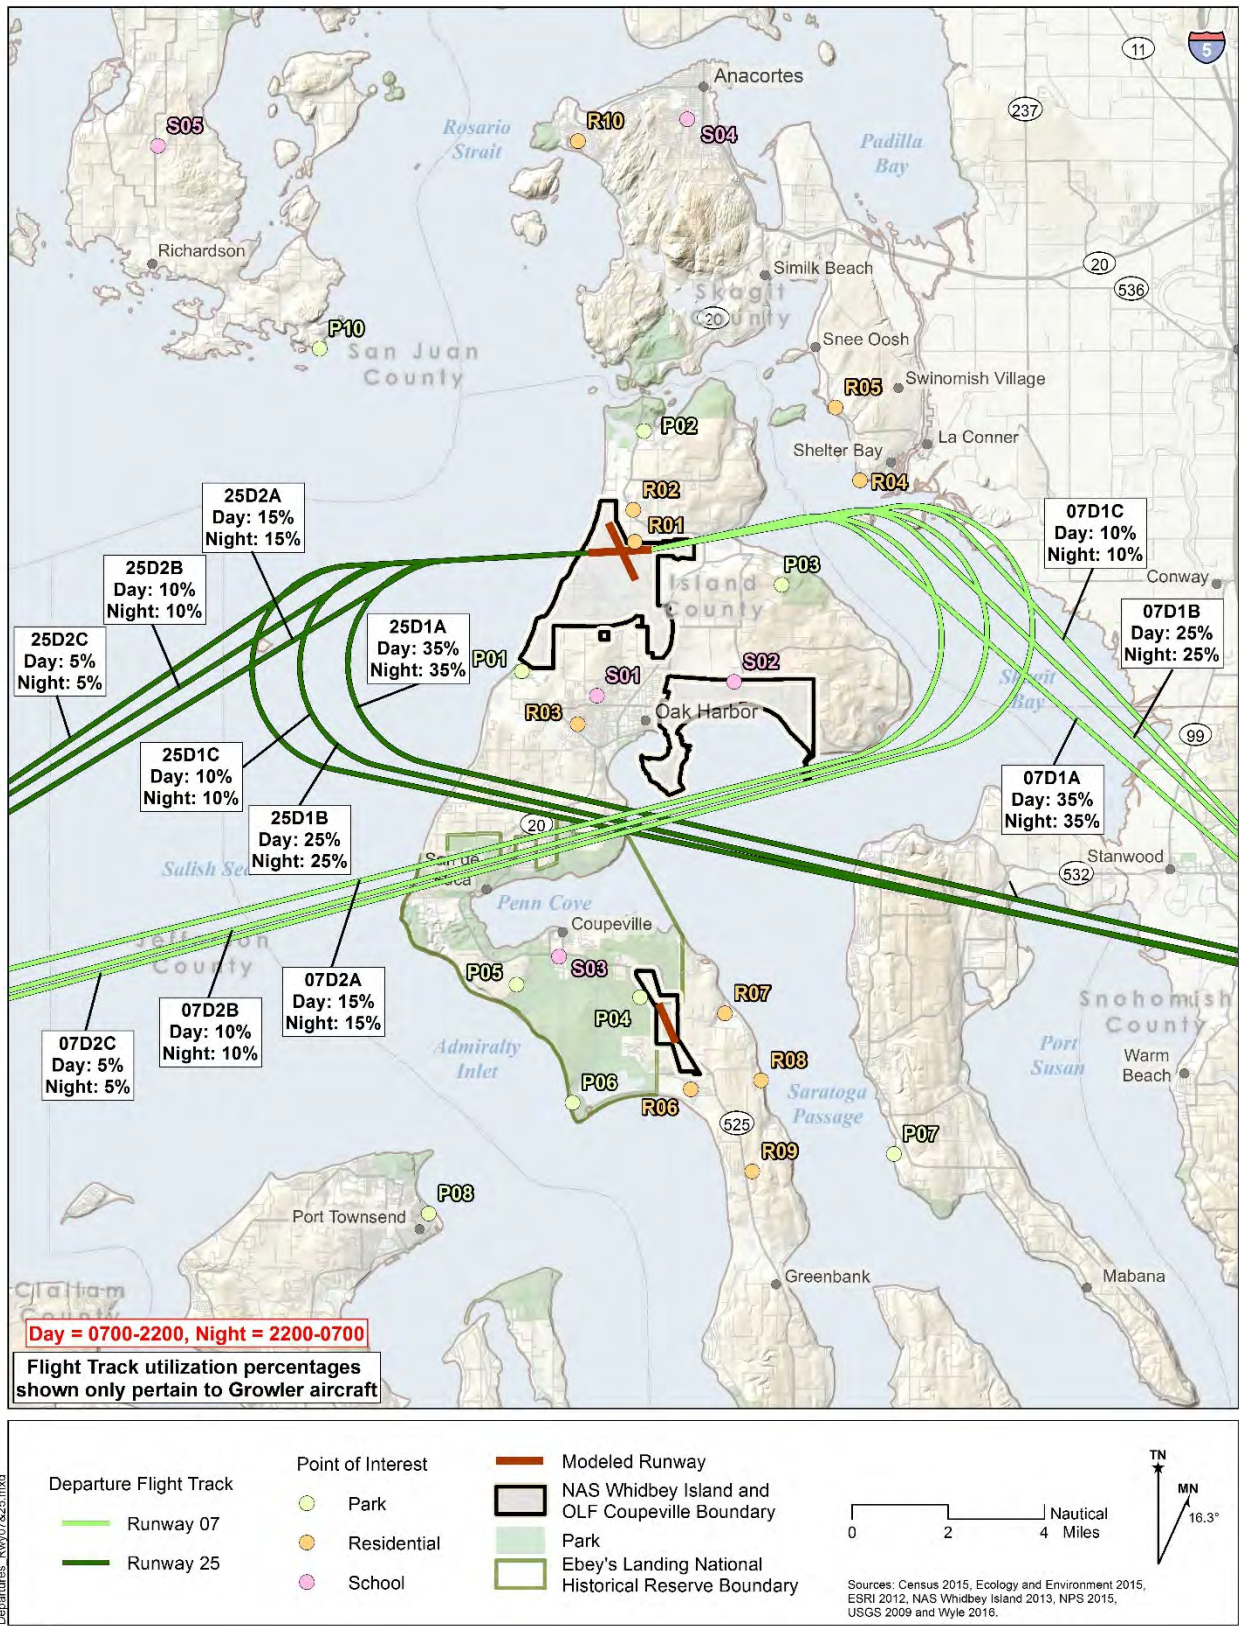 11
5
Anacortes
237
S05
R10
S04
Rosario
Strait
Padilla
Bay
Richardson
Similk Beach
20
Skagit
County
20
536
P10
San Juan
County
Snee Oosh
R05
Swinomish Village
P02
La Conner
Shelter Bay
R04
R02
R01
25D2A
Day: 15%
Night: 15%
07D1C
Day: 10%
Night: 10%
25D2B
Day: 10%
Night: 10%
P03
Island
County
Conway
07D1B
Day: 25%
Night: 25%
25D2C
Day: 5%
Night: 5%
25D1A
Day: 35%
Night: 35%
P01
S01
S02
Skagit
Bay
R03
Oak Harbor
99
25D1C
Day: 10%
Night: 10%
07D1A
Day: 35%
Night: 35%
25D1B
Day: 25%
Night: 25%
20
Stanwood
532
San de
Salish Sea
Penn Cove
Coupeville
Jefferson
County
S03
P05
07D2A
Day: 15%
Night: 15%
07D2B
Day: 10%
Night: 10%
07D2C
Day: 5%
Night: 5%
P04
R07
Snohomish
County
Admiralty
Inlet
Port
Susan
Warm
Beach
R08
P06
R06
Saratoga
Passage
525
P07
R09
P08
Port Townsend
Greenbank
Mabana
Clallam
County
Day = 0700-2200, Night = 2200-0700
Flight Track utilization percentages
shown only pertain to Growler aircraft
Departure Flight Track
Runway 07
Runway 25
Point of Interest
Park
Residential
School
Modeled Runway
NAS Whidbey Island and
OLF Coupeville Boundary
Park
Ebey's Landing National
Historical Reserve Boundary
0
2
4
Nautical
Miles
TN
MN
16.3°
Sources: Census 2015, Ecology and Environment 2015,
ESRI 2012, NAS Whidbey Island 2013, NPS 2015,
USGS 2009 and Wyle 2016.